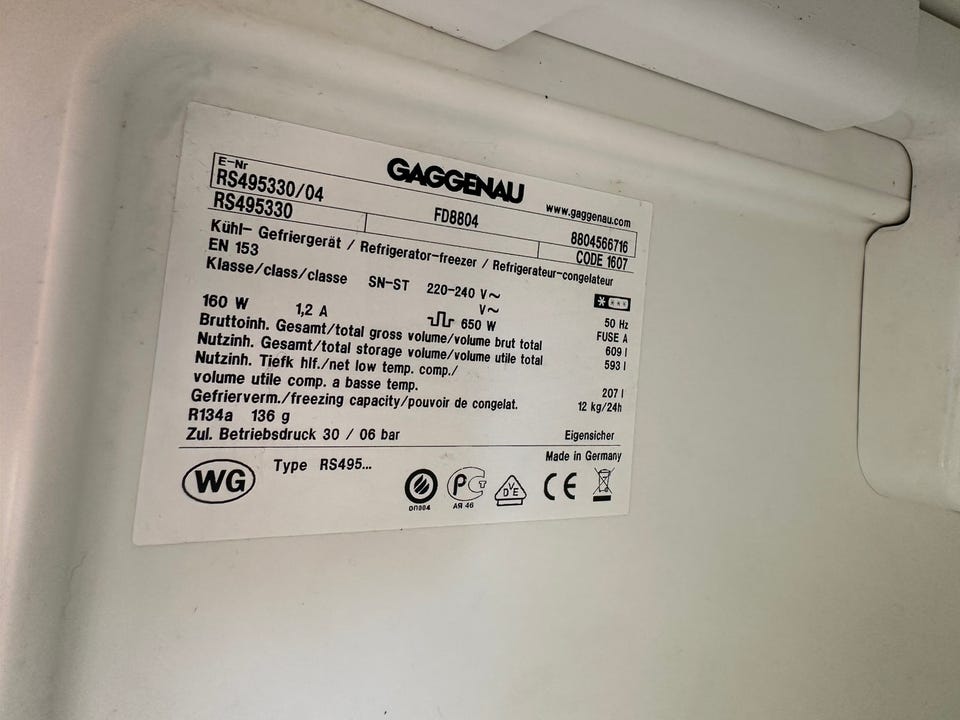 GAGGENAU
www.gaggenau.com
E-Nr
RS495330/04 FD8804 8804566716
RS495330 CODE 1607
Kühl- Gefriergerät / Refrigerator-freezer / Refrigerateur-congelateur
EN 153
Klasse/class/classe SN-ST 220-240 V~
V~ 50 Hz
160 W 1,2 A 650 W FUSE A
Bruttoinh. Gesamt/total gross volume/volume brut total 609 l
Nutzinh. Gesamt/total storage volume/volume utile total 593 l
Nutzinh. Tiefk hlf./net low temp. comp./
volume utile comp. a basse temp. 207 l
Gefrierverm./freezing capacity/pouvoir de congelat. 12 kg/24h
R134a 136 g
Zul. Betriebsdruck 30 / 06 bar Eigensicher
Made in Germany
WG Type RS495...
DVE CE
АЯ 46